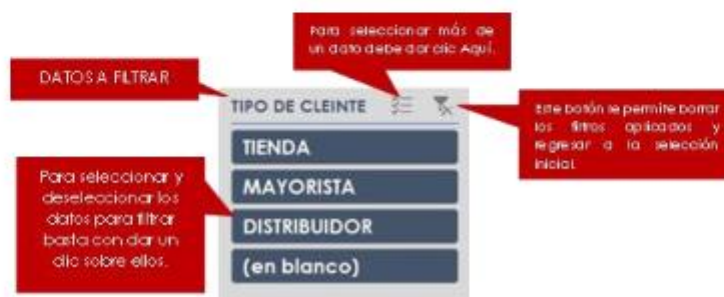 Para seleccionar más de
un dato debe dar clic Aquí.
DATOS A FILTRAR
TIPO DE CLEINTE
Este botón le permite borrar
los filtros aplicados y
regresar a la selección
inicial.
TIENDA
MAYORISTA
DISTRIBUIDOR
(en blanco)
Para seleccionar y
deseleccionar los
datos para filtrar
basta con dar un
clic sobre ellos.